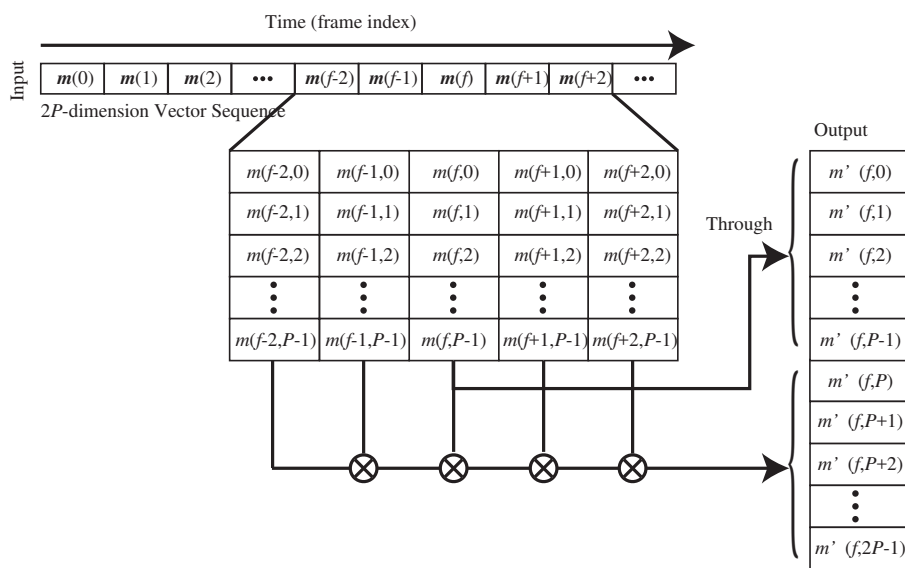 Time (frame index)
Input
m(0) m(1) m(2) ••• m(f-2) m(f-1) m(f) m(f+1) m(f+2) •••
2P-dimension Vector Sequence
Output
m(f-2,0) m(f-1,0) m(f,0) m(f+1,0) m(f+2,0)
m(f-2,1) m(f-1,1) m(f,1) m(f+1,1) m(f+2,1)
m(f-2,2) m(f-1,2) m(f,2) m(f+1,2) m(f+2,2)
m(f-2,P-1) m(f-1,P-1) m(f,P-1) m(f+1,P-1) m(f+2,P-1)
Through
m' (f,0)
m' (f,1)
m' (f,2)
m' (f,P-1)
m' (f,P)
m' (f,P+1)
m' (f,P+2)
m' (f,2P-1)